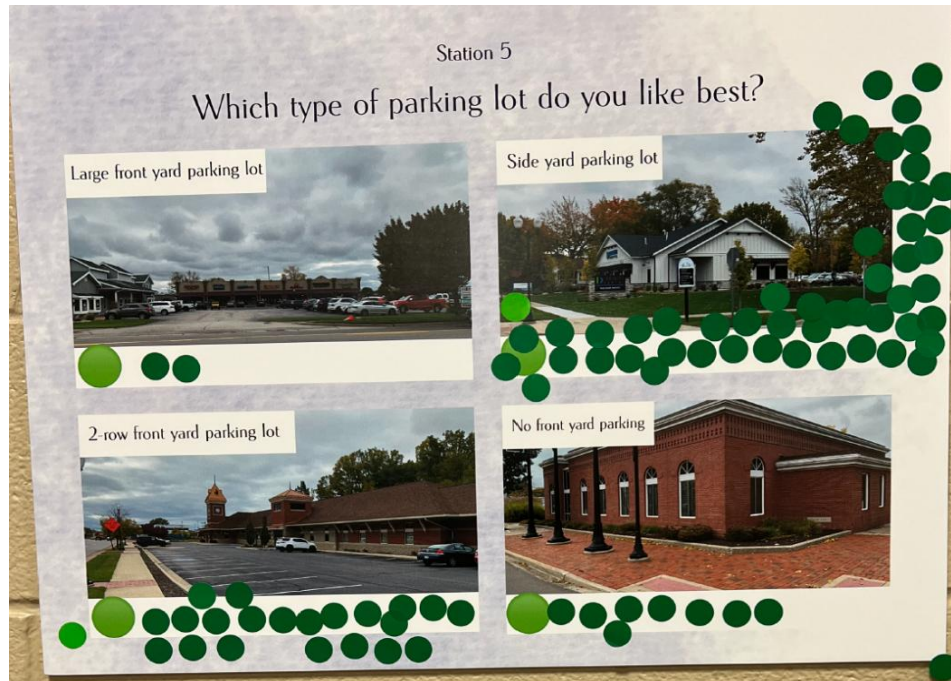 Station 5
Which type of parking lot do you like best?
Large front yard parking lot
Side yard parking lot
2-row front yard parking lot
No front yard parking